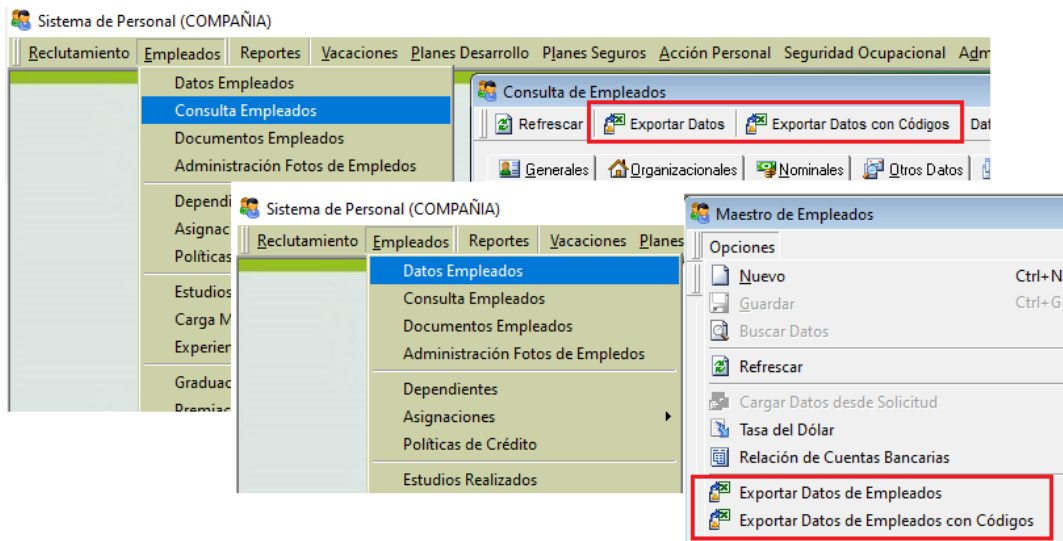 Sistema de Personal (COMPAÑIA)
Reclutamiento Empleados Reportes Vacaciones Planes Desarrollo Planes Seguros Acción Personal Seguridad Ocupacional
Datos Empleados
Consulta Empleados
Documentos Empleados
Administración Fotos de Empledos
Estudios
Carga
Consulta de Empleados
Refrescar Exportar Datos Exportar Datos con Códigos
Generales Organizacionales Nominales Otros Datos
Sistema de Personal (COMPAÑIA)
Reclutamiento Empleados Reportes Vacaciones Planes
Datos Empleados
Consulta Empleados
Documentos Empleados
Administración Fotos de Empledos
Dependientes
Asignaciones
Políticas de Crédito
Estudios Realizados
Maestro de Empleados
Opciones
Nuevo Ctrl+N
Guardar Ctrl+G
Buscar Datos
Refrescar
Cargar Datos desde Solicitud
Tasa del Dólar
Relación de Cuentas Bancarias
Exportar Datos de Empleados
Exportar Datos de Empleados con Códigos